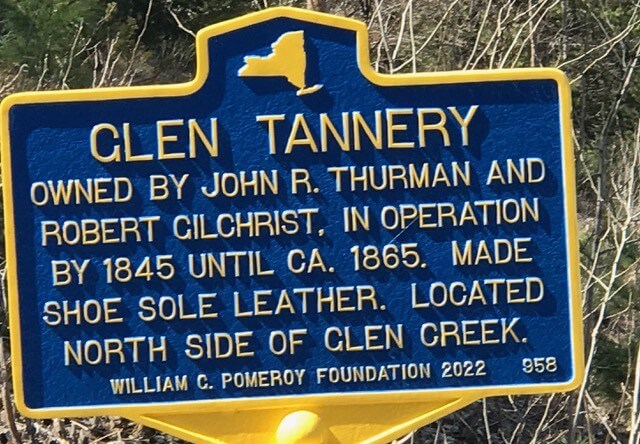 GLEN TANNERY
OWNED BY JOHN R. THURMAN AND
ROBERT GILCHRIST, IN OPERATION
BY 1845 UNTIL CA. 1865. MADE
SHOE SOLE LEATHER. LOCATED
NORTH SIDE OF GLEN CREEK.
WILLIAM G. POMEROY FOUNDATION 2022 958